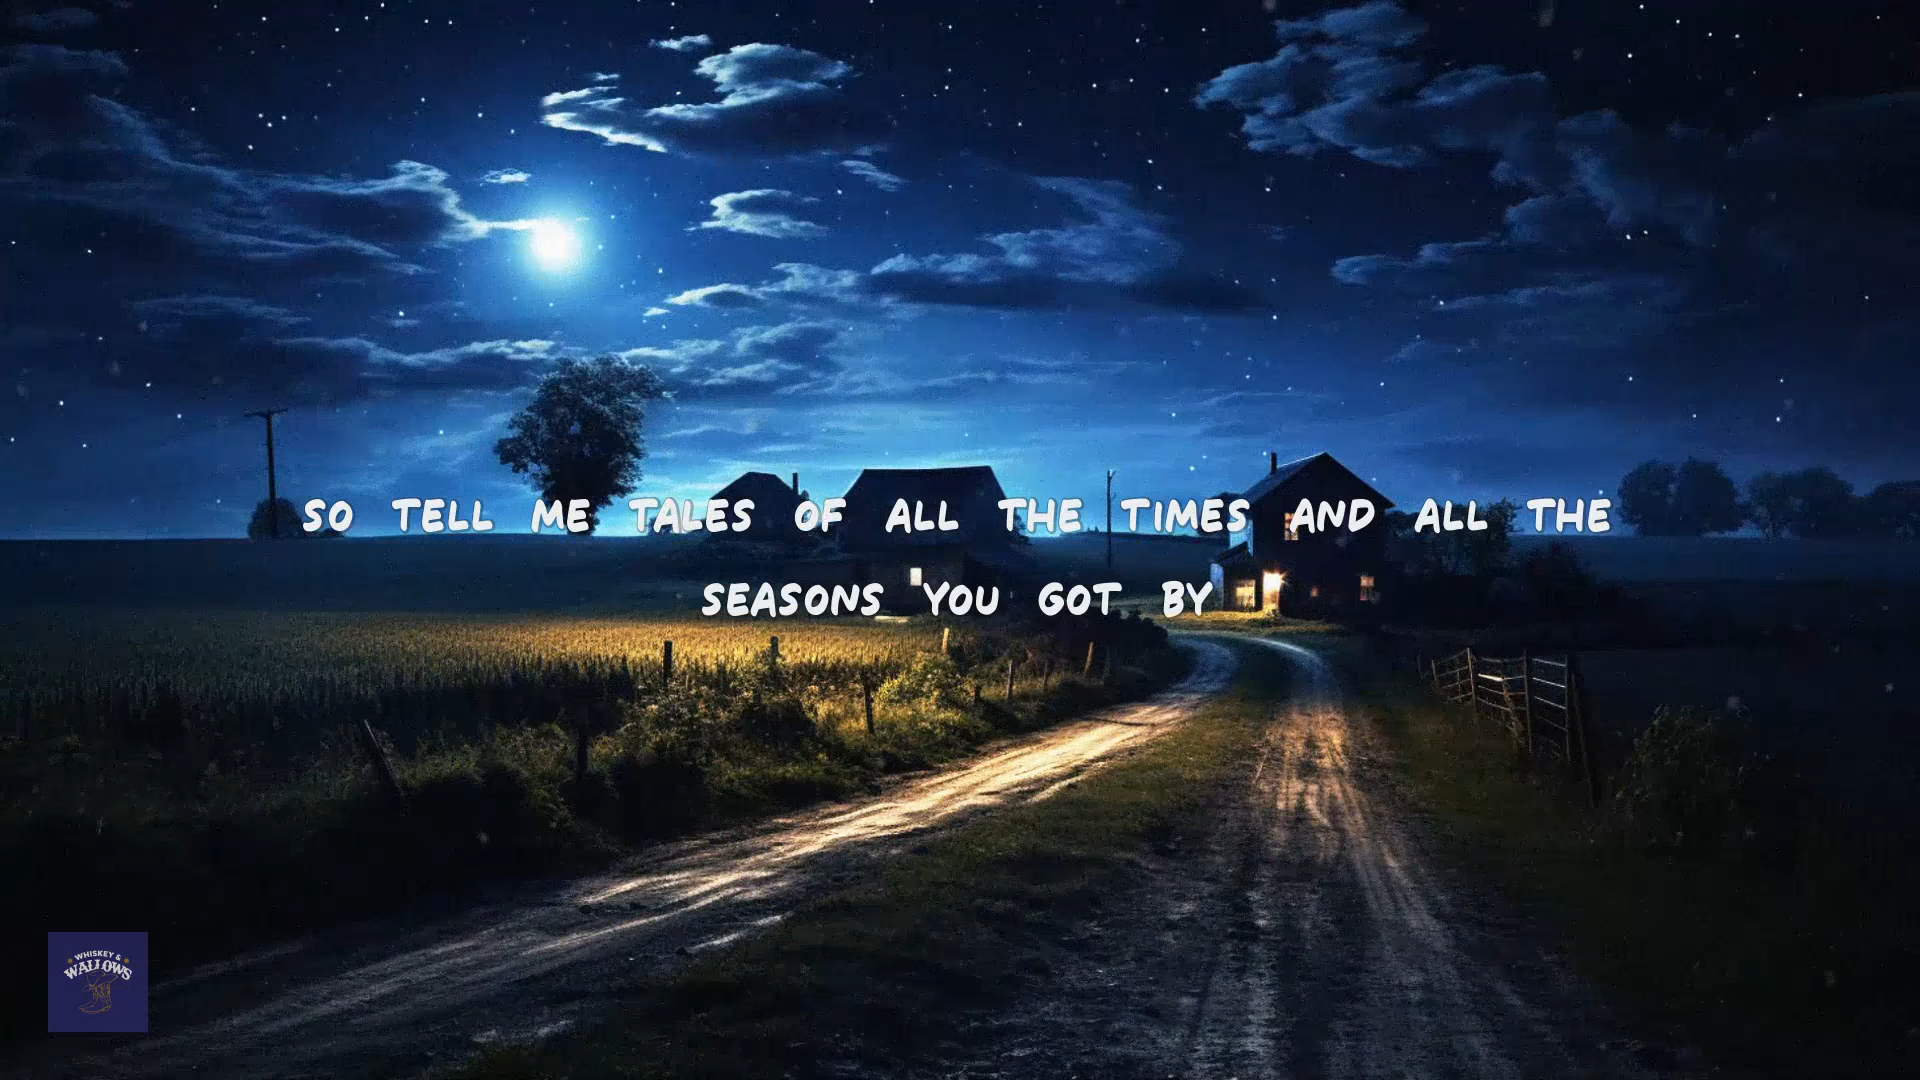 SO TELL ME TALES OF ALL THE TIMES AND ALL THE
SEASONS YOU GOT BY
WHISKEY &
WALLOWS